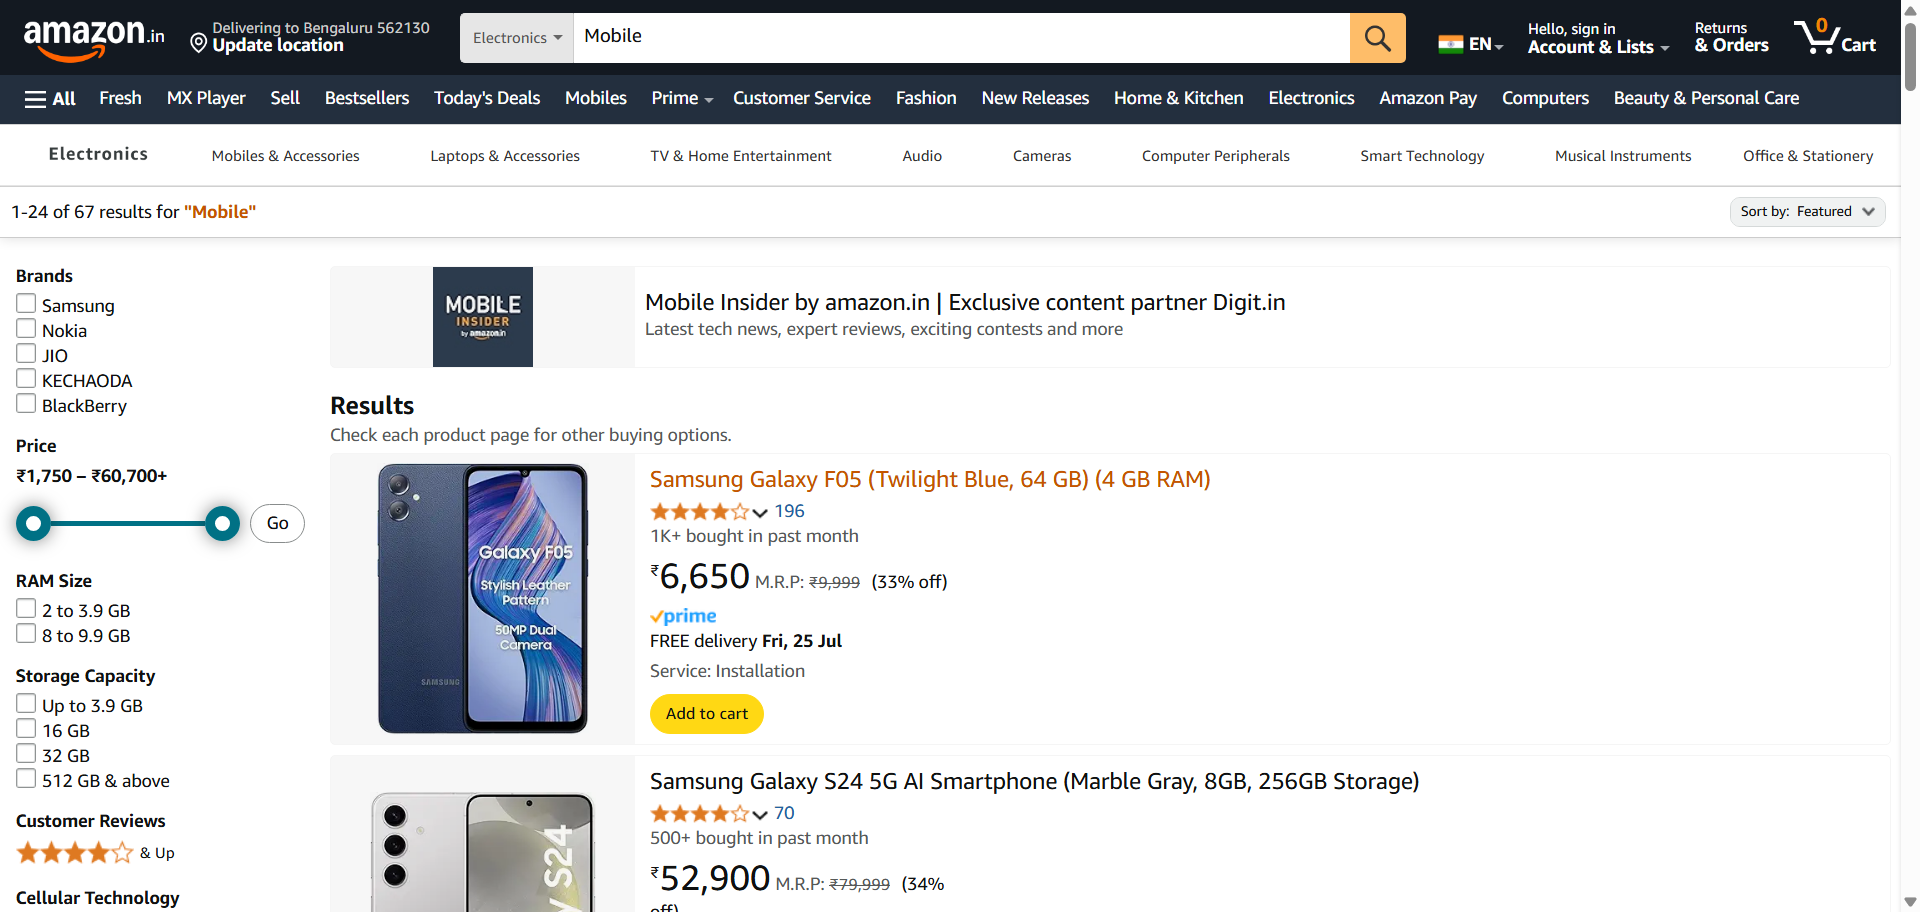 amazon.in
Delivering to Bengaluru 562130
Update location
Electronics
Mobile
EN
Hello, sign in
Account & Lists
Returns
& Orders
0
Cart
All
Fresh
MX Player
Sell
Bestsellers
Today's Deals
Mobiles
Prime
Customer Service
Fashion
New Releases
Home & Kitchen
Electronics
Amazon Pay
Computers
Beauty & Personal Care
Electronics
Mobiles & Accessories
Laptops & Accessories
TV & Home Entertainment
Audio
Cameras
Computer Peripherals
Smart Technology
Musical Instruments
Office & Stationery
1-24 of 67 results for "Mobile"
Sort by: Featured
Brands
Samsung
Nokia
JIO
KECHAODA
BlackBerry
Price
₹1,750 – ₹60,700+
Go
RAM Size
2 to 3.9 GB
8 to 9.9 GB
Storage Capacity
Up to 3.9 GB
16 GB
32 GB
512 GB & above
Customer Reviews
& Up
Cellular Technology
MOBILE
INSIDER
by amazon.in
Mobile Insider by amazon.in | Exclusive content partner Digit.in
Latest tech news, expert reviews, exciting contests and more
Results
Check each product page for other buying options.
Galaxy F05
Stylish Leather
Pattern
50MP Dual
Camera
SAMSUNG
Samsung Galaxy F05 (Twilight Blue, 64 GB) (4 GB RAM)
196
1K+ bought in past month
₹6,650 M.R.P: ₹9,999 (33% off)
prime
FREE delivery Fri, 25 Jul
Service: Installation
Add to cart
y S24
Samsung Galaxy S24 5G AI Smartphone (Marble Gray, 8GB, 256GB Storage)
70
500+ bought in past month
₹52,900 M.R.P: ₹79,999 (34%
off)